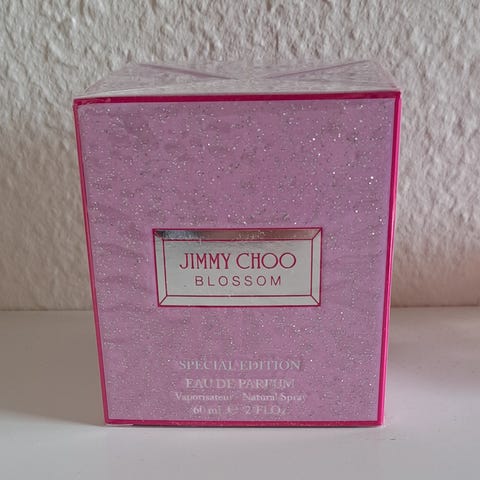 JIMMY CHOO
BLOSSOM
SPECIAL EDITION
EAU DE PARFUM
Vaporisateur - Natural Spray
60 ml ℮ 2 FL.Oz